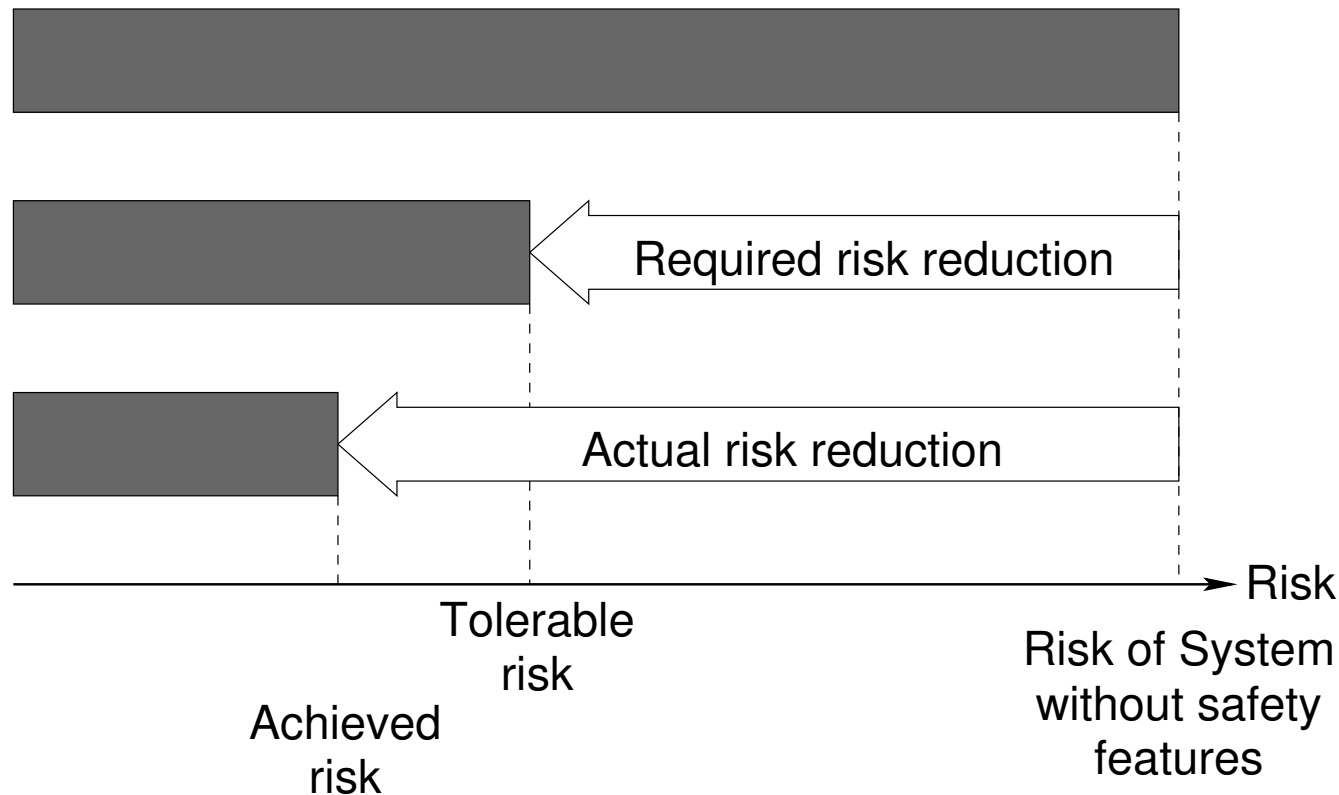 Required risk reduction
Actual risk reduction
Risk
Tolerable
risk
Achieved
risk
Risk of System
without safety
features